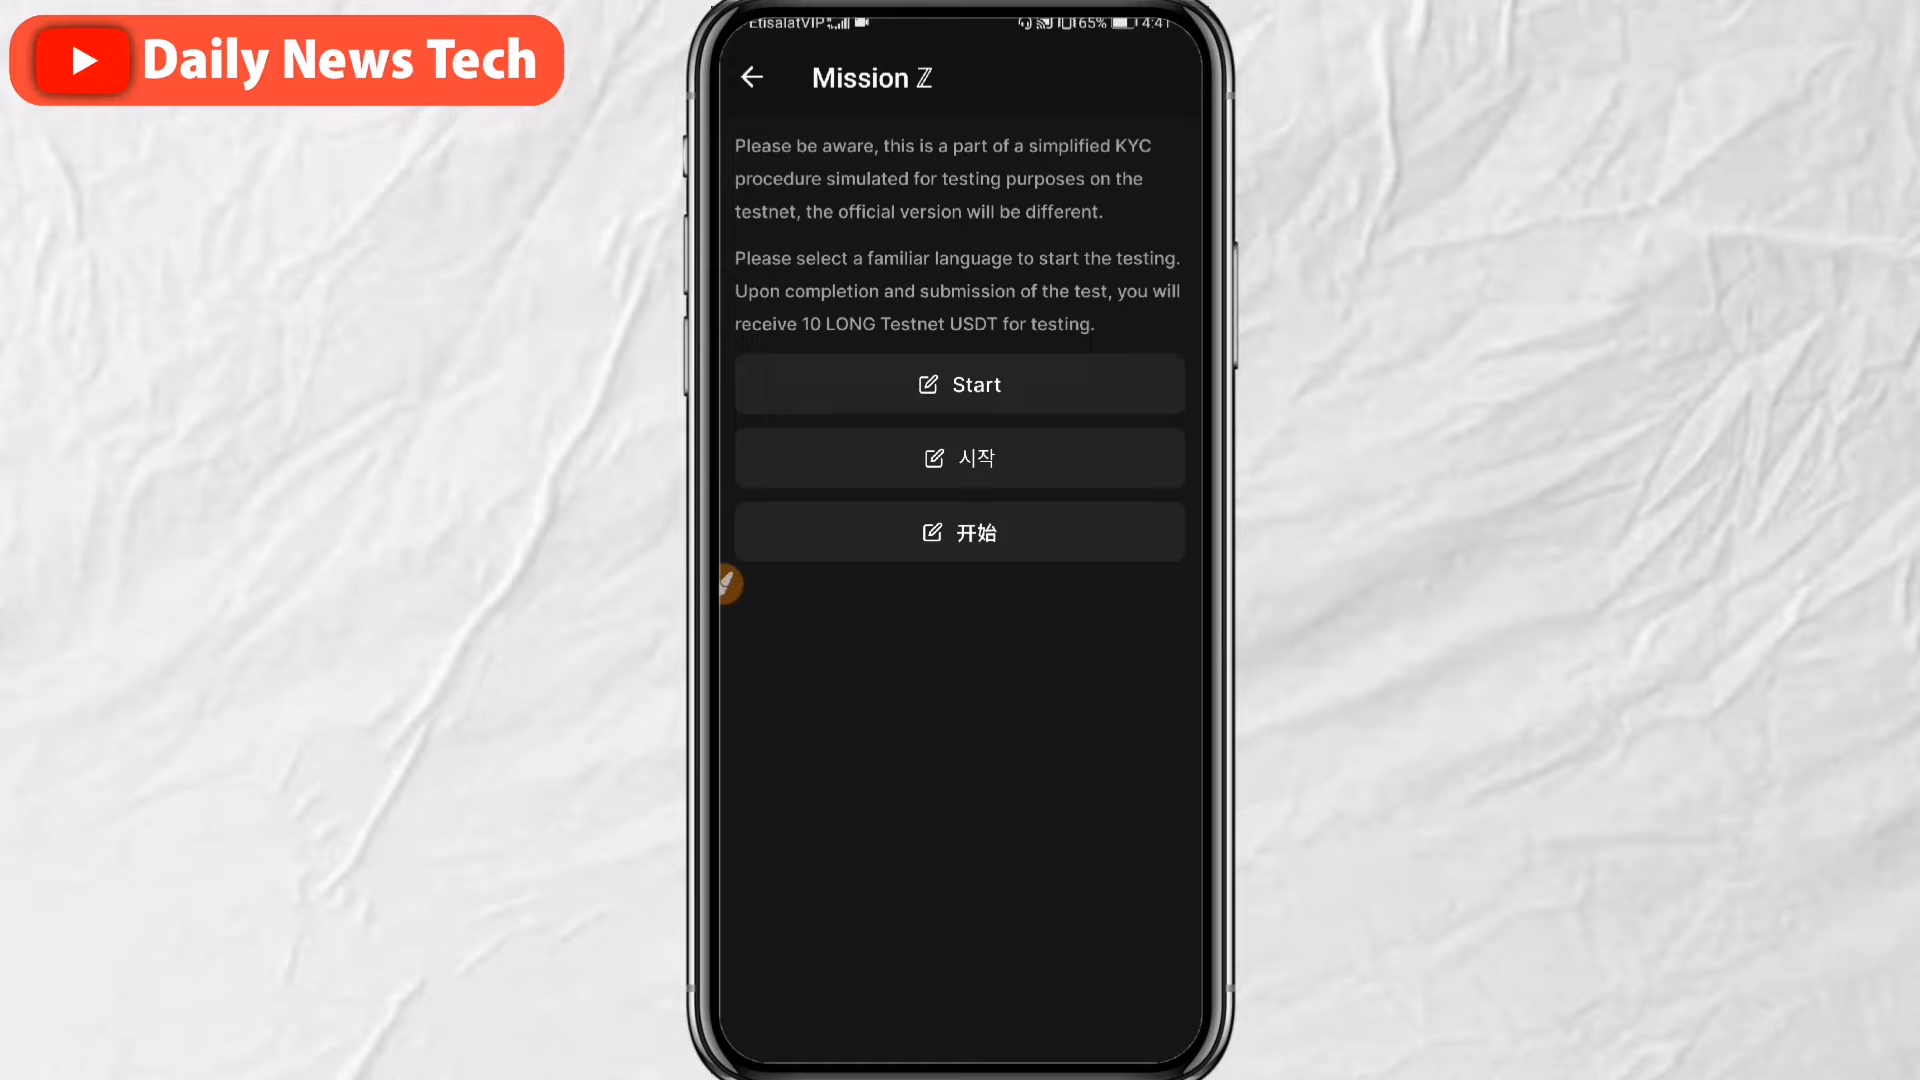 Daily News Tech
EtisalatVIP 65% 4:41
Mission ℤ
Please be aware, this is a part of a simplified KYC
procedure simulated for testing purposes on the
testnet, the official version will be different.
Please select a familiar language to start the testing.
Upon completion and submission of the test, you will
receive 10 LONG Testnet USDT for testing.
Start
시작
开始